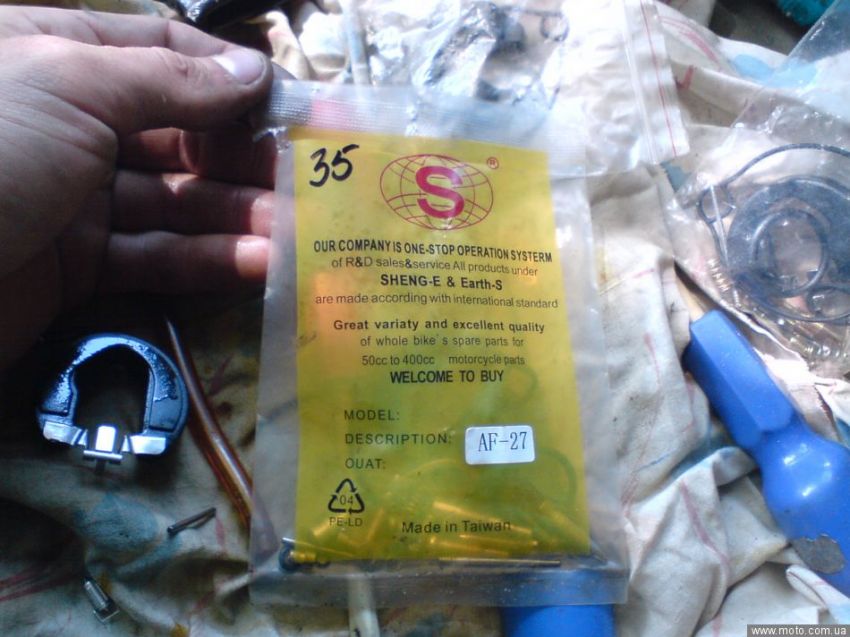 35
S ®
OUR COMPANY IS ONE-STOP OPERATION SYSTERM
of R&D sales&service All products under
SHENG-E & Earth-S
are made according with international standard
Great variaty and excellent quality
of whole bike's spare parts for
50cc to 400cc motorcycle parts
WELCOME TO BUY
MODEL:
DESCRIPTION: AF-27
QUAT:
04
PE-LD
Made in Taiwan
www.moto.com.ua